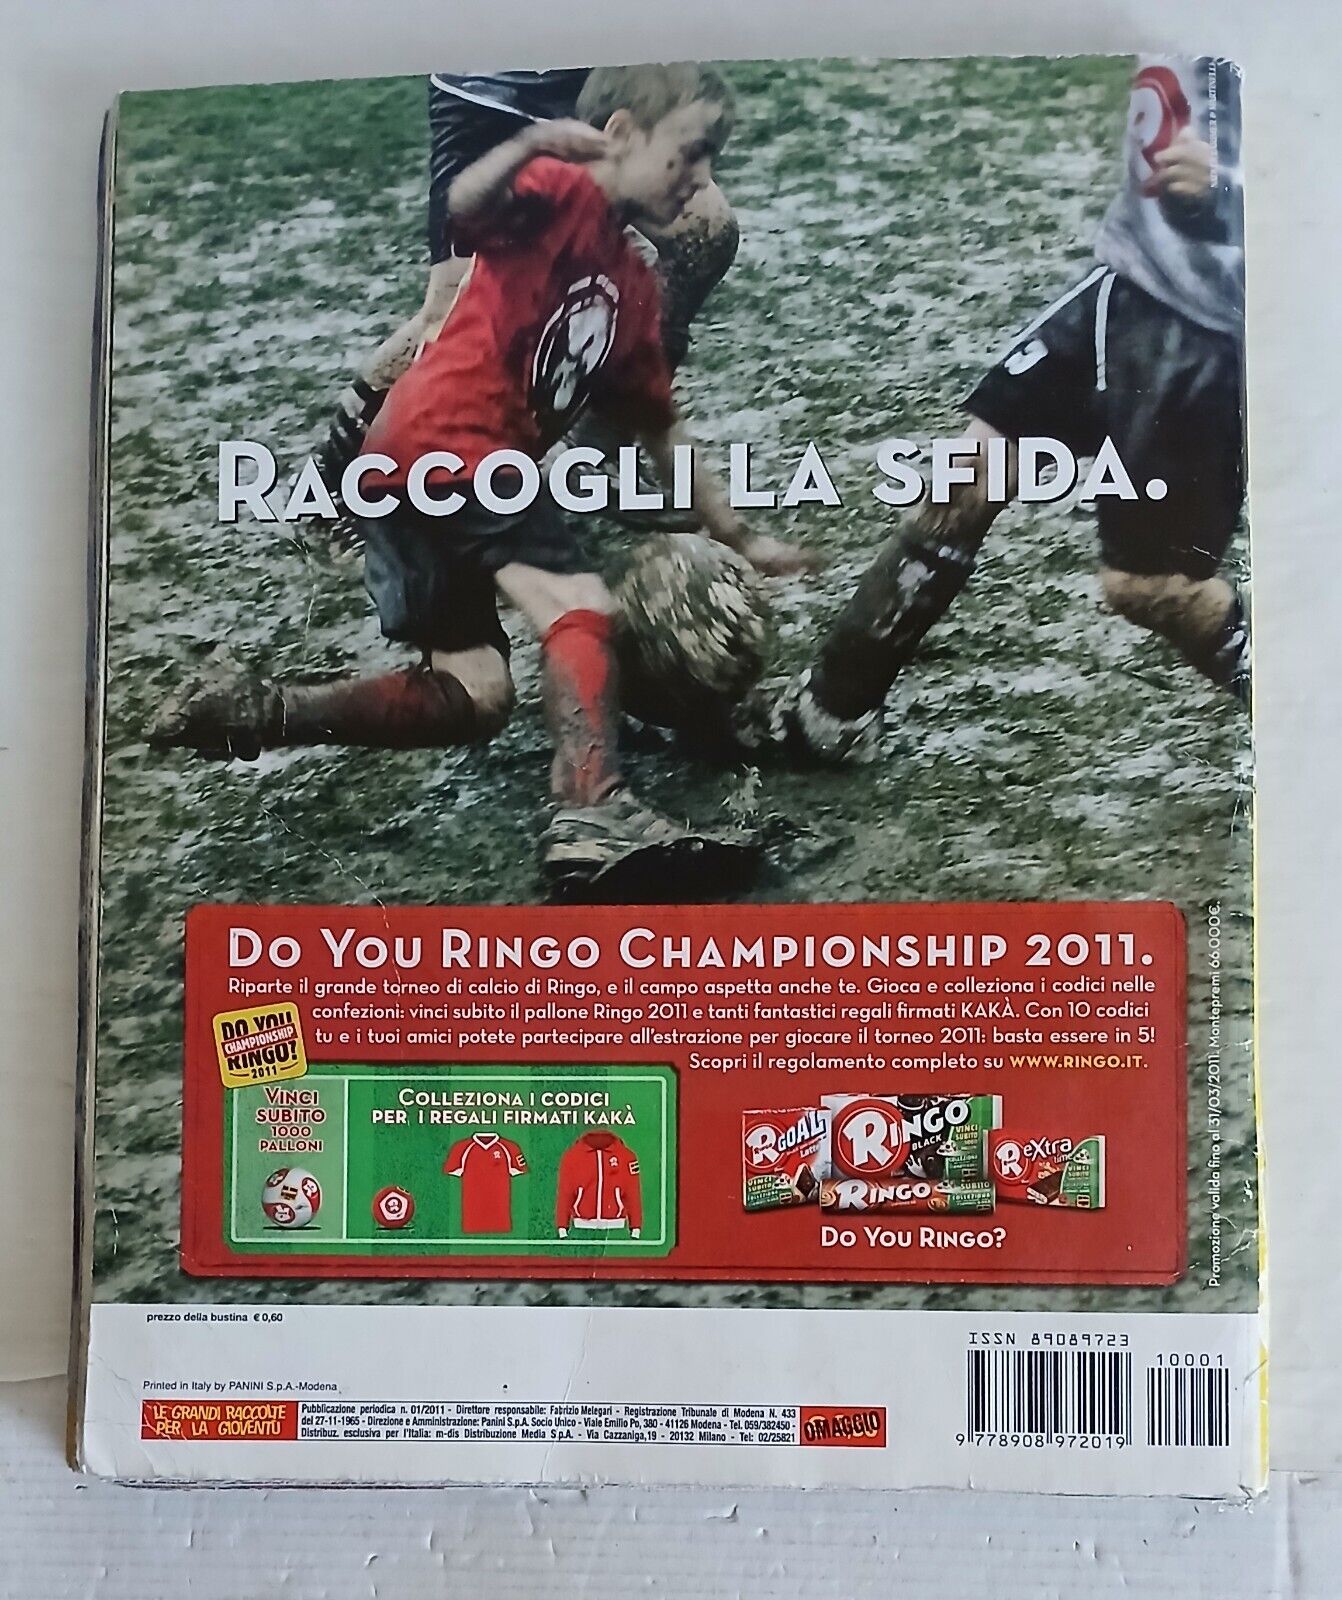 RACCOGLI LA SFIDA.
DO YOU RINGO CHAMPIONSHIP 2011.
Riparte il grande torneo di calcio di Ringo, e il campo aspetta anche te. Gioca e colleziona i codici nelle
confezioni: vinci subito il pallone Ringo 2011 e tanti fantastici regali firmati KAKÀ. Con 10 codici
tu e i tuoi amici potete partecipare all'estrazione per giocare il torneo 2011: basta essere in 5!
Scopri il regolamento completo su WWW.RINGO.IT.
DO YOU
CHAMPIONSHIP
RINGO?
2011
VINCI
SUBITO
1000
PALLONI
COLLEZIONA I CODICI
PER I REGALI FIRMATI KAKÀ
R GOAL
Latte
RINGO
BLACK
VINCI
SUBITO
RINGO
SUBITO
R extra
time
VINCI
SUBITO
DO YOU RINGO?
Promozione valida fino al 31/03/2011. Montepremi 66.000€.
prezzo della bustina € 0,60
Printed in Italy by PANINI S.p.A.-Modena
LE GRANDI RACCOLTE
PER LA GIOVENTÙ
Pubblicazione periodica n. 01/2011 - Direttore responsabile: Fabrizio Melegari - Registrazione Tribunale di Modena N. 433
del 27-11-1965 - Direzione e Amministrazione: Panini S.p.A. Socio Unico - Viale Emilio Po, 380 - 41126 Modena - Tel. 059/382450 -
Distribuz. esclusiva per l'Italia: m-dis Distribuzione Media S.p.A. - Via Cazzaniga,19 - 20132 Milano - Tel: 02/25821
OMAGGIO
ISSN 89089723
10001
9 778908 972019